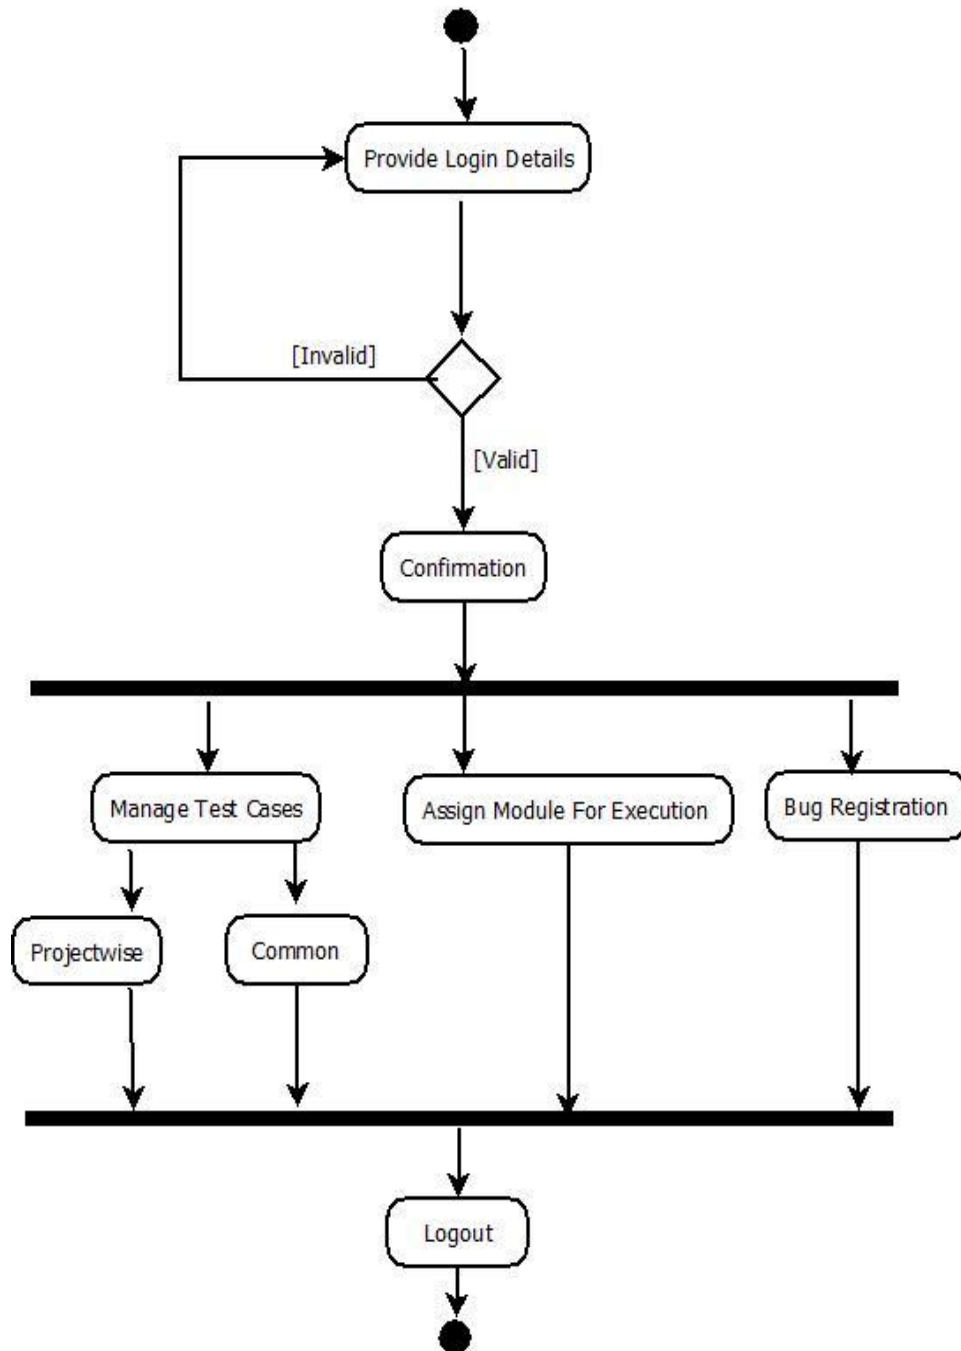 Provide Login Details
[Invalid]
[Valid]
Confirmation
Manage Test Cases
Assign Module For Execution
Bug Registration
Projectwise
Common
Logout